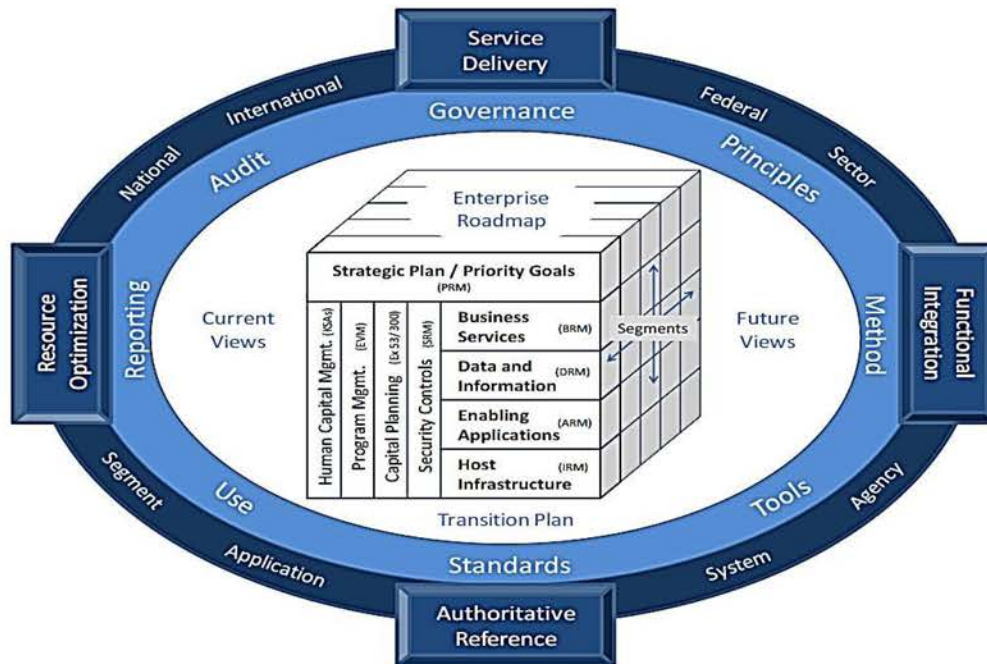 Service
Delivery
International
Federal
National
Sector
Governance
Audit
Principles
Reporting
Method
Use
Tools
Standards
Resource
Optimization
Functional
Integration
Enterprise
Roadmap
Strategic Plan / Priority Goals
(PRM)
Current
Views
Future
Views
Human Capital Mgmt. (KSAs)
Program Mgmt. (EVM)
Capital Planning (Ex 53/300)
Security Controls (SRM)
Business
Services (BRM)
Data and (DRM)
Information
Enabling
Applications (ARM)
Host (IRM)
Infrastructure
Segments
Transition Plan
Segment
Agency
Application
System
Authoritative
Reference